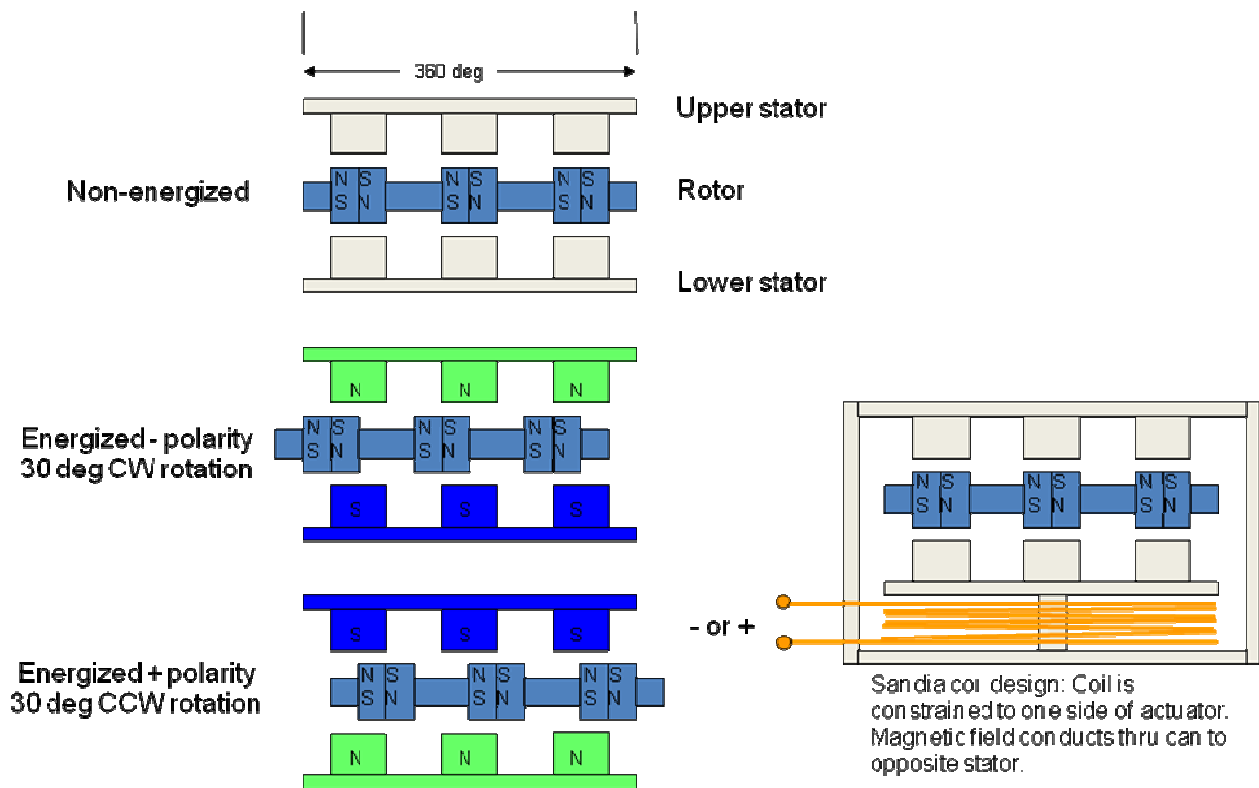 360 deg
Upper stator
Non-energized
N S N S N S
S N S N S N
Rotor
Lower stator
N N N
Energized - polarity
30 deg CW rotation
N S N S N S
S N S N S N
S S S
S S S
Energized + polarity
30 deg CCW rotation
N S N S N S
S N S N S N
N N N
- or +
N S N S N S
S N S N S N
Sandia coil design: Coil is
constrained to one side of actuator.
Magnetic field conducts thru can to
opposite stator.